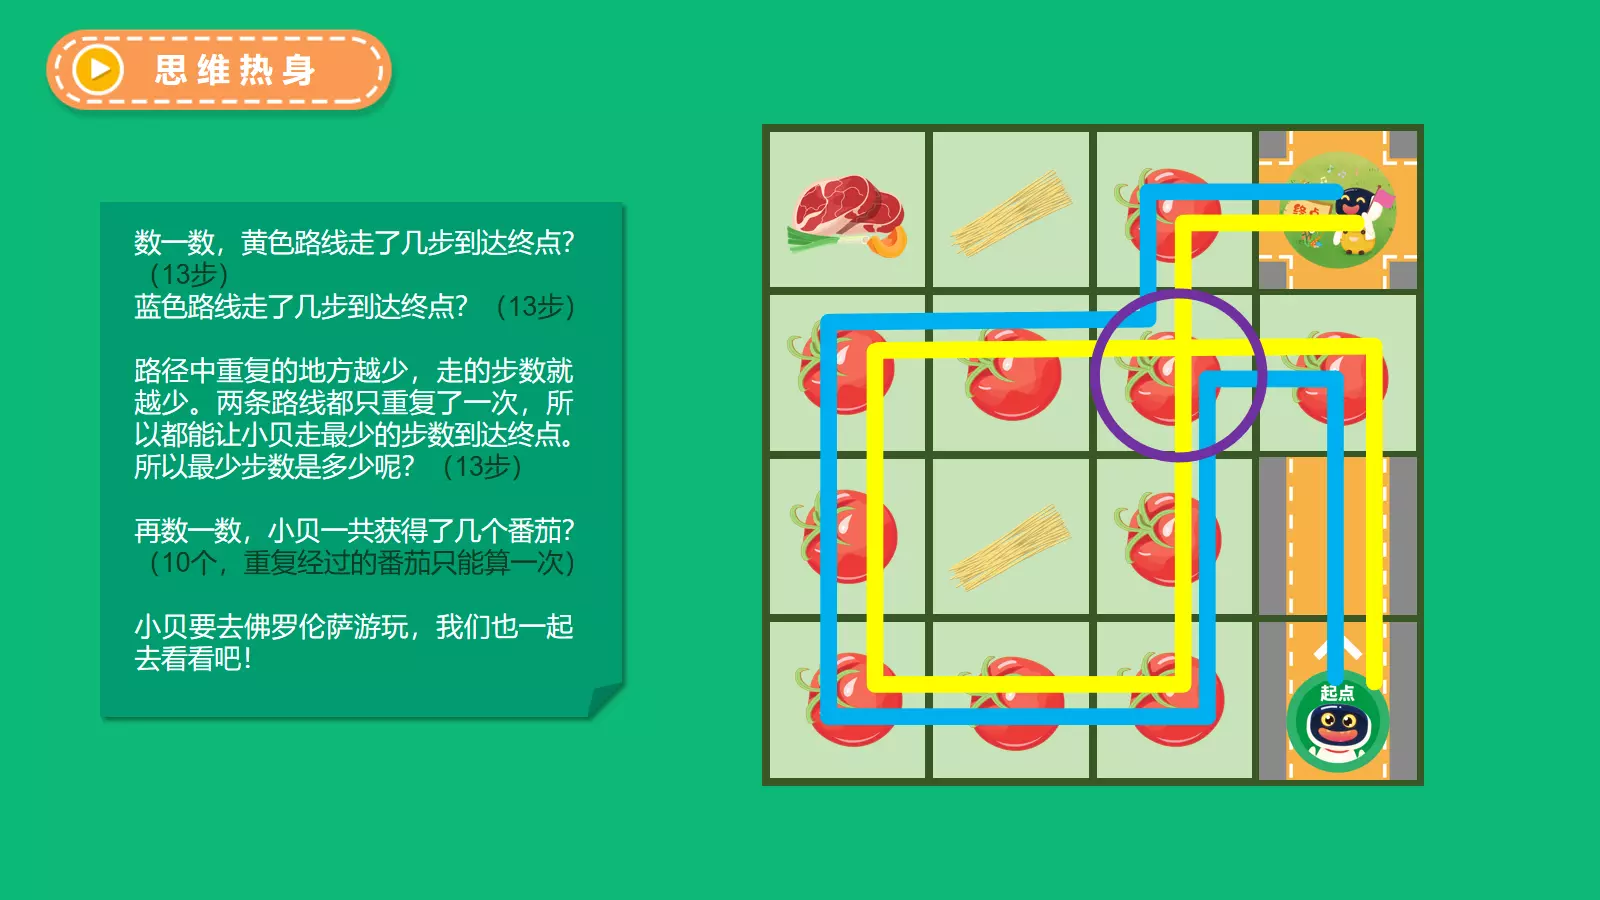 思维热身
数一数，黄色路线走了几步到达终点？
（13步）
蓝色路线走了几步到达终点？（13步）
路径中重复的地方越少，走的步数就
越少。两条路线都只重复了一次，所
以都能让小贝走最少的步数到达终点。
所以最少步数是多少呢？（13步）
再数一数，小贝一共获得了几个番茄？
（10个，重复经过的番茄只能算一次）
小贝要去佛罗伦萨游玩，我们也一起
去看看吧！
终点
起点